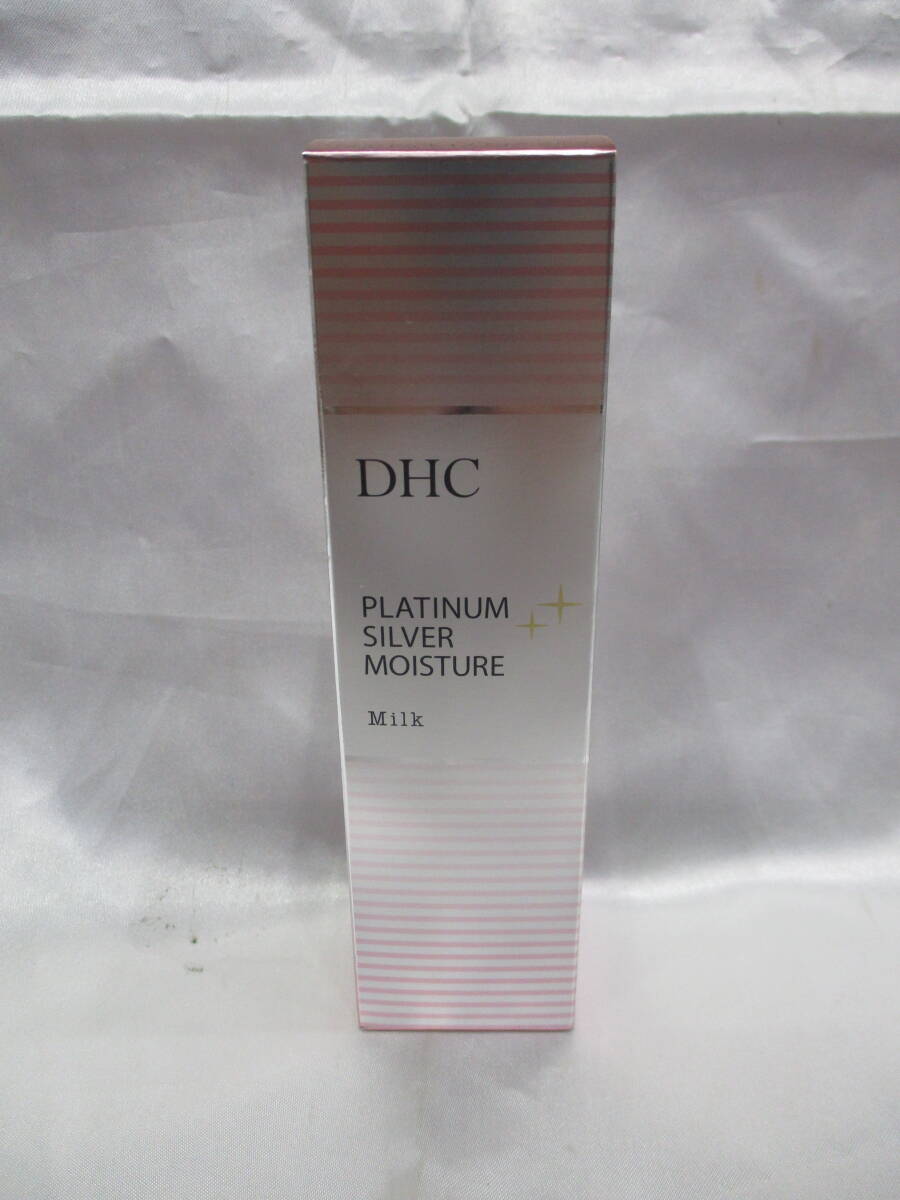 DHC
PLATINUM
SILVER
MOISTURE
Milk